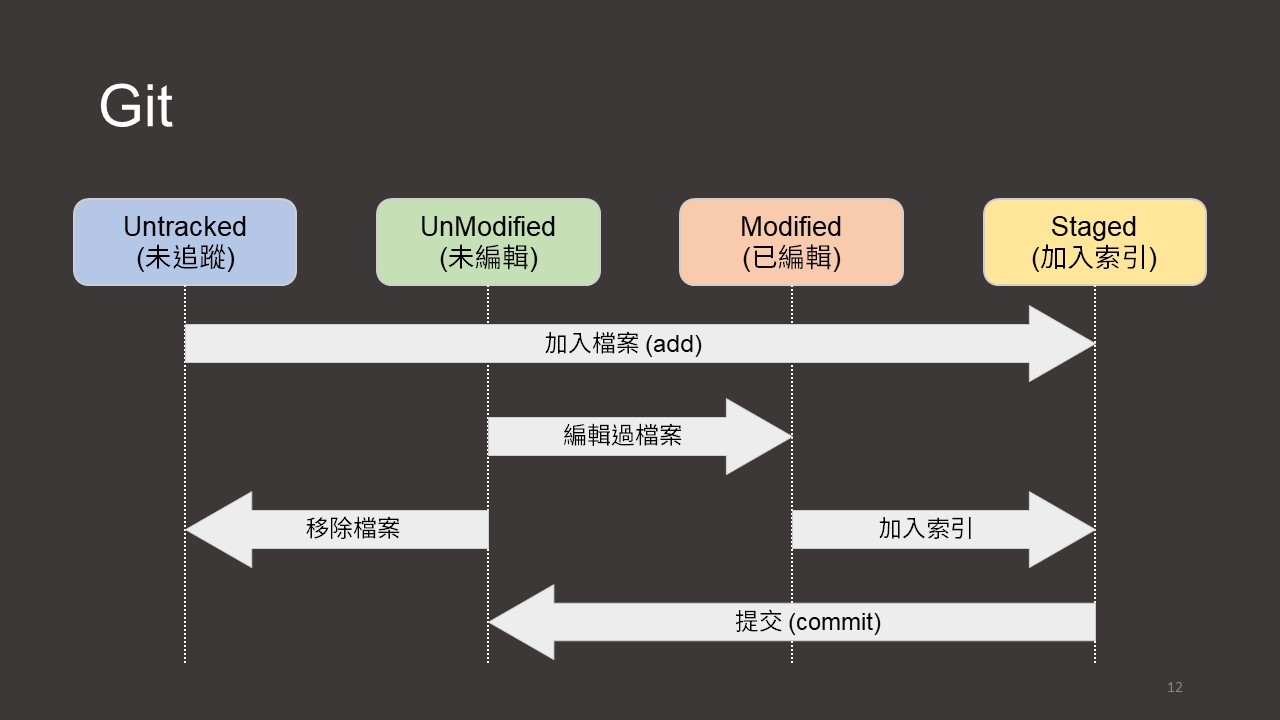 Git
Untracked
(未追蹤)
UnModified
(未編輯)
Modified
(已編輯)
Staged
(加入索引)
加入檔案 (add)
編輯過檔案
移除檔案
加入索引
提交 (commit)
12